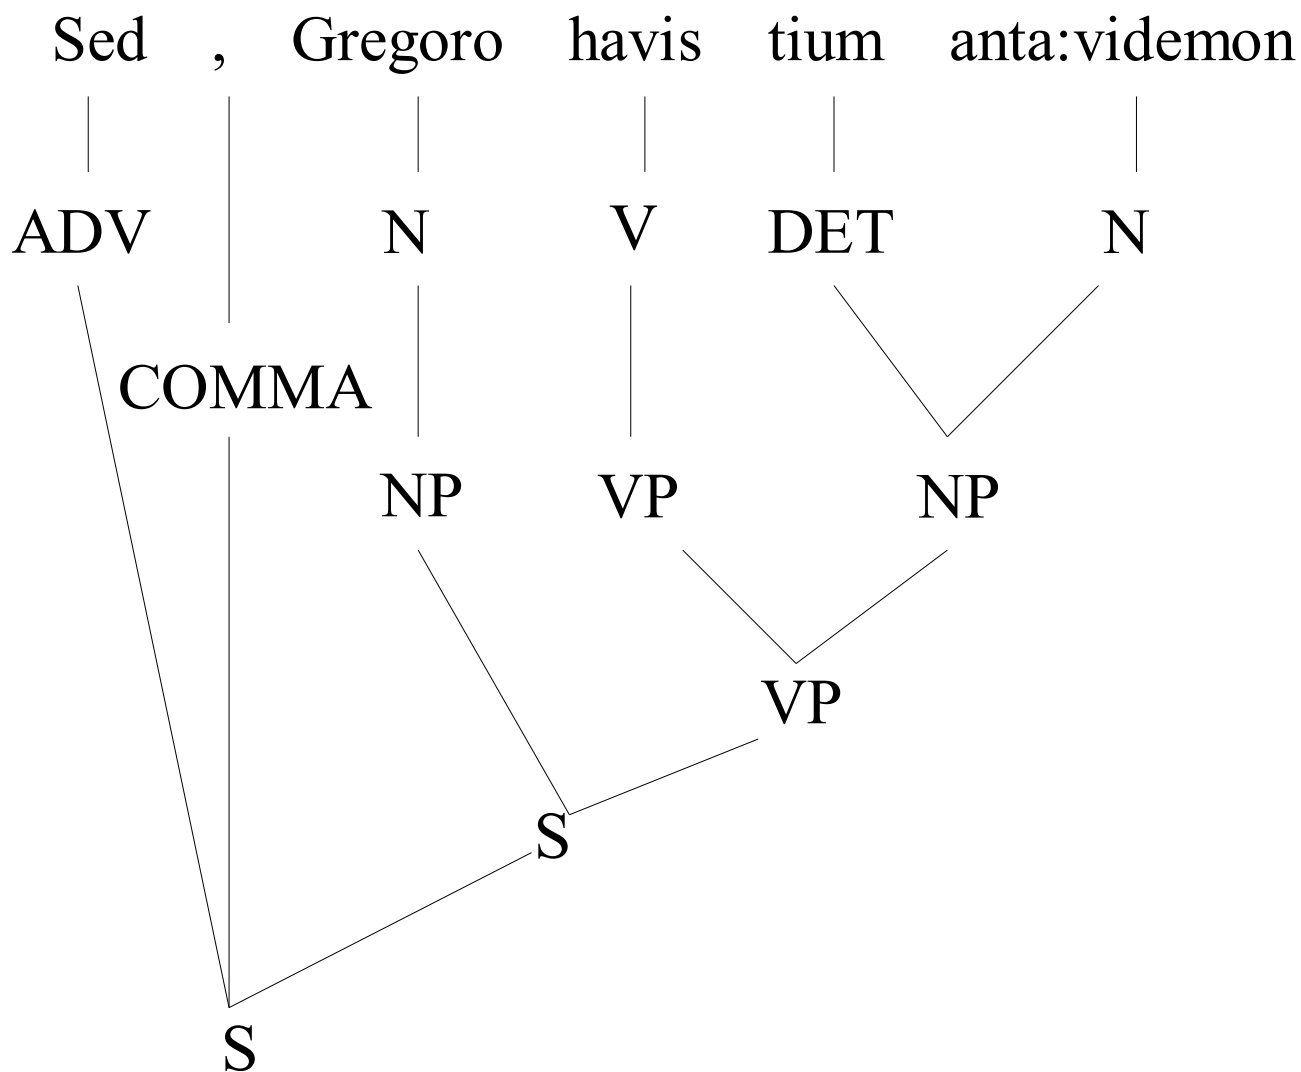 Sed , Gregoro havis tium anta:videmon
ADV N V DET N
COMMA
NP VP NP
VP
S
S